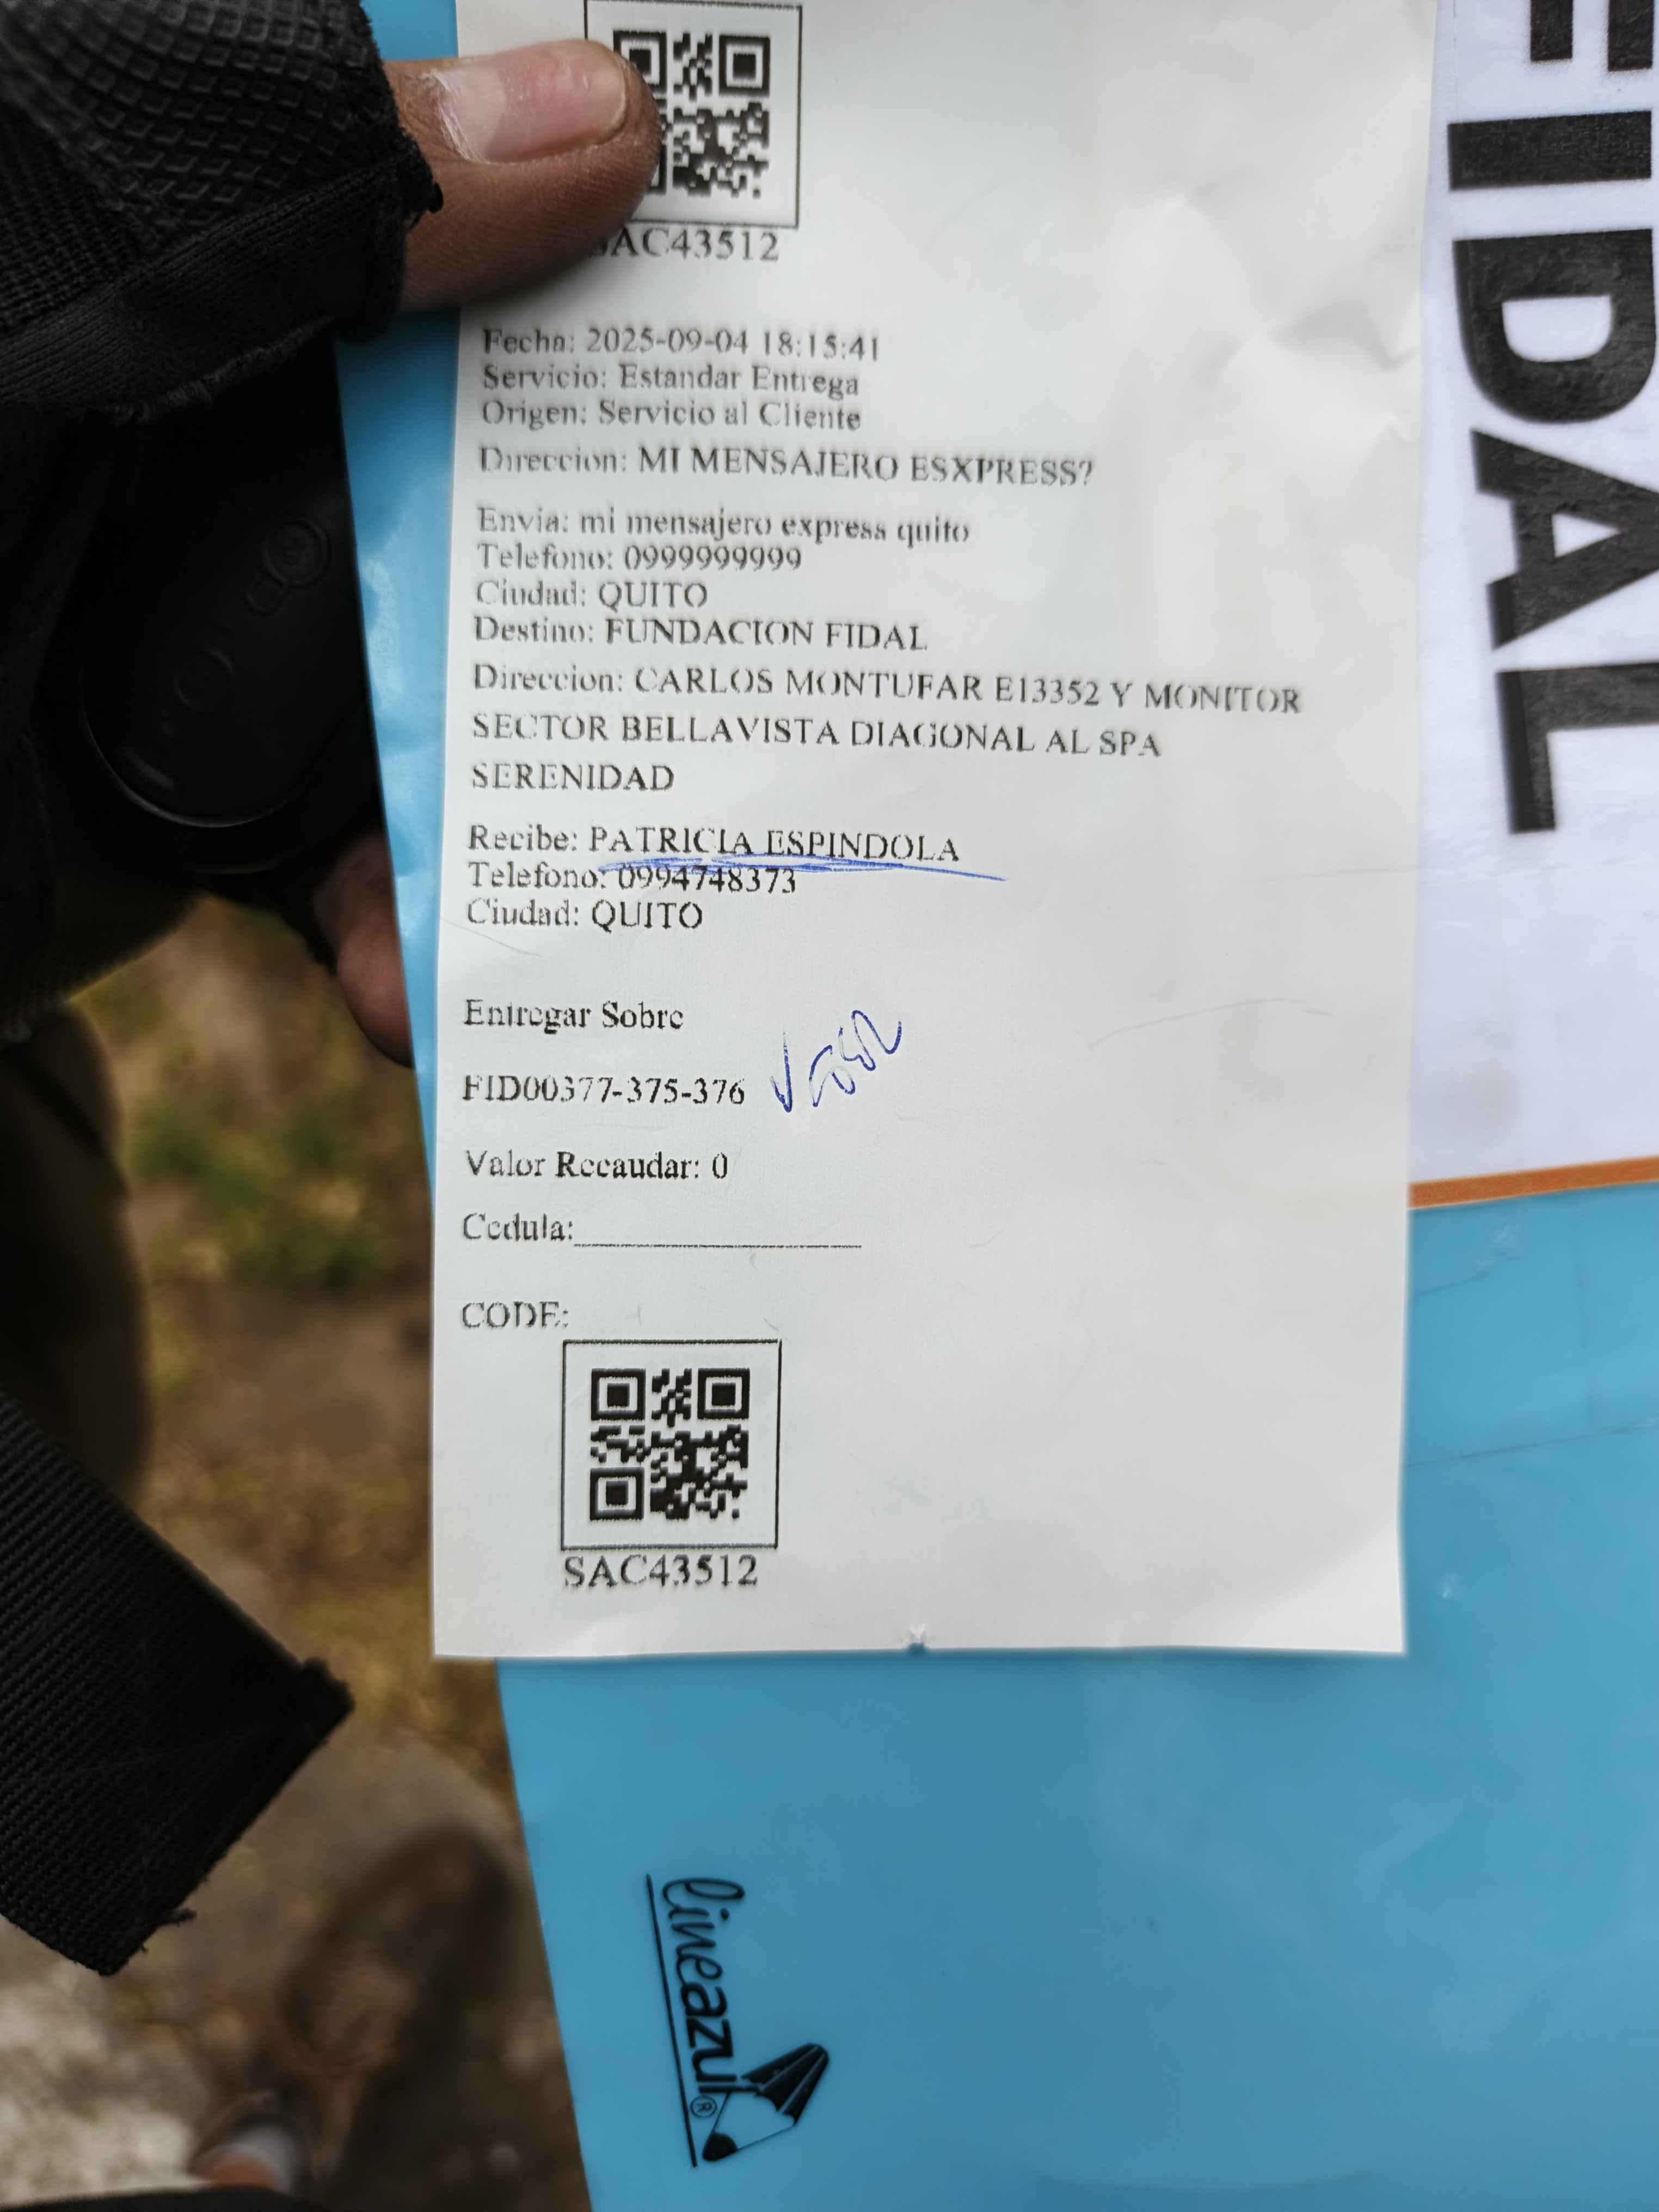 SAC43512
Fecha: 2025-09-04 18:15:41
Servicio: Estandar Entrega
Origen: Servicio al Cliente
Direccion: MI MENSAJERO ESXPRESS?
Envia: mi mensajero express quito
Telefono: 0999999999
Ciudad: QUITO
Destino: FUNDACION FIDAL
Direccion: CARLOS MONTUFAR E13352 Y MONITOR
SECTOR BELLAVISTA DIAGONAL AL SPA
SERENIDAD
Recibe: PATRICIA ESPINDOLA
Telefono: 0994748373
Ciudad: QUITO
Entregar Sobre
FID00377-375-376
Valor Recaudar: 0
Cedula:
CODE:
SAC43512
FIDAL
lineazul®